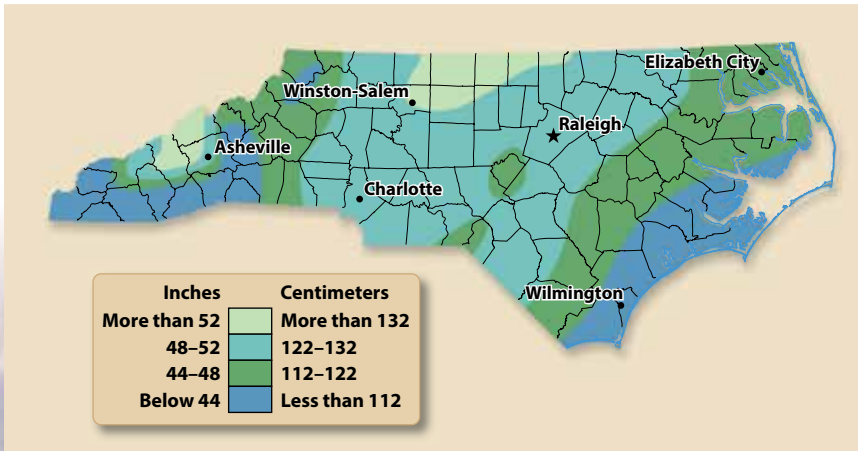 Elizabeth City
Winston-Salem
Raleigh
Asheville
Charlotte
Wilmington
Inches Centimeters
More than 52 More than 132
48–52 122–132
44–48 112–122
Below 44 Less than 112